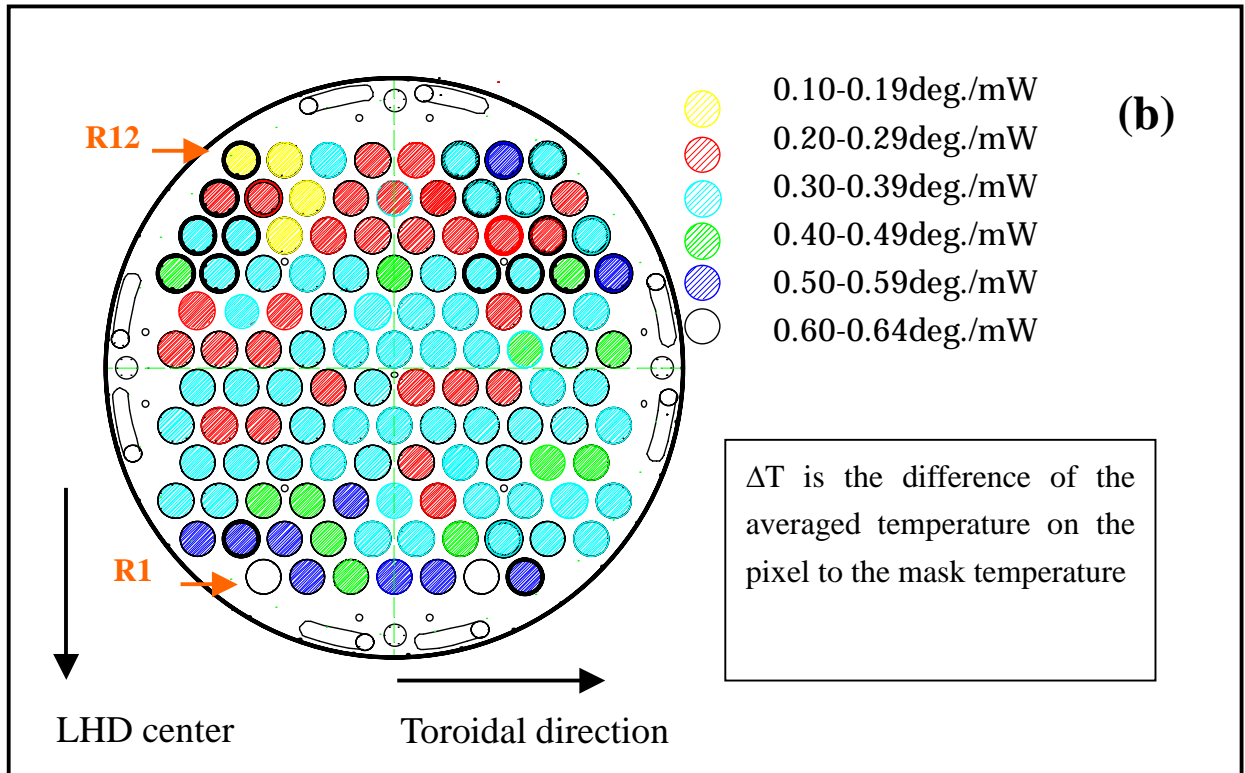 0.10-0.19deg./mW
(b)
R12
0.20-0.29deg./mW
0.30-0.39deg./mW
0.40-0.49deg./mW
0.50-0.59deg./mW
0.60-0.64deg./mW
ΔT is the difference of the
averaged temperature on the
pixel to the mask temperature
R1
LHD center
Toroidal direction